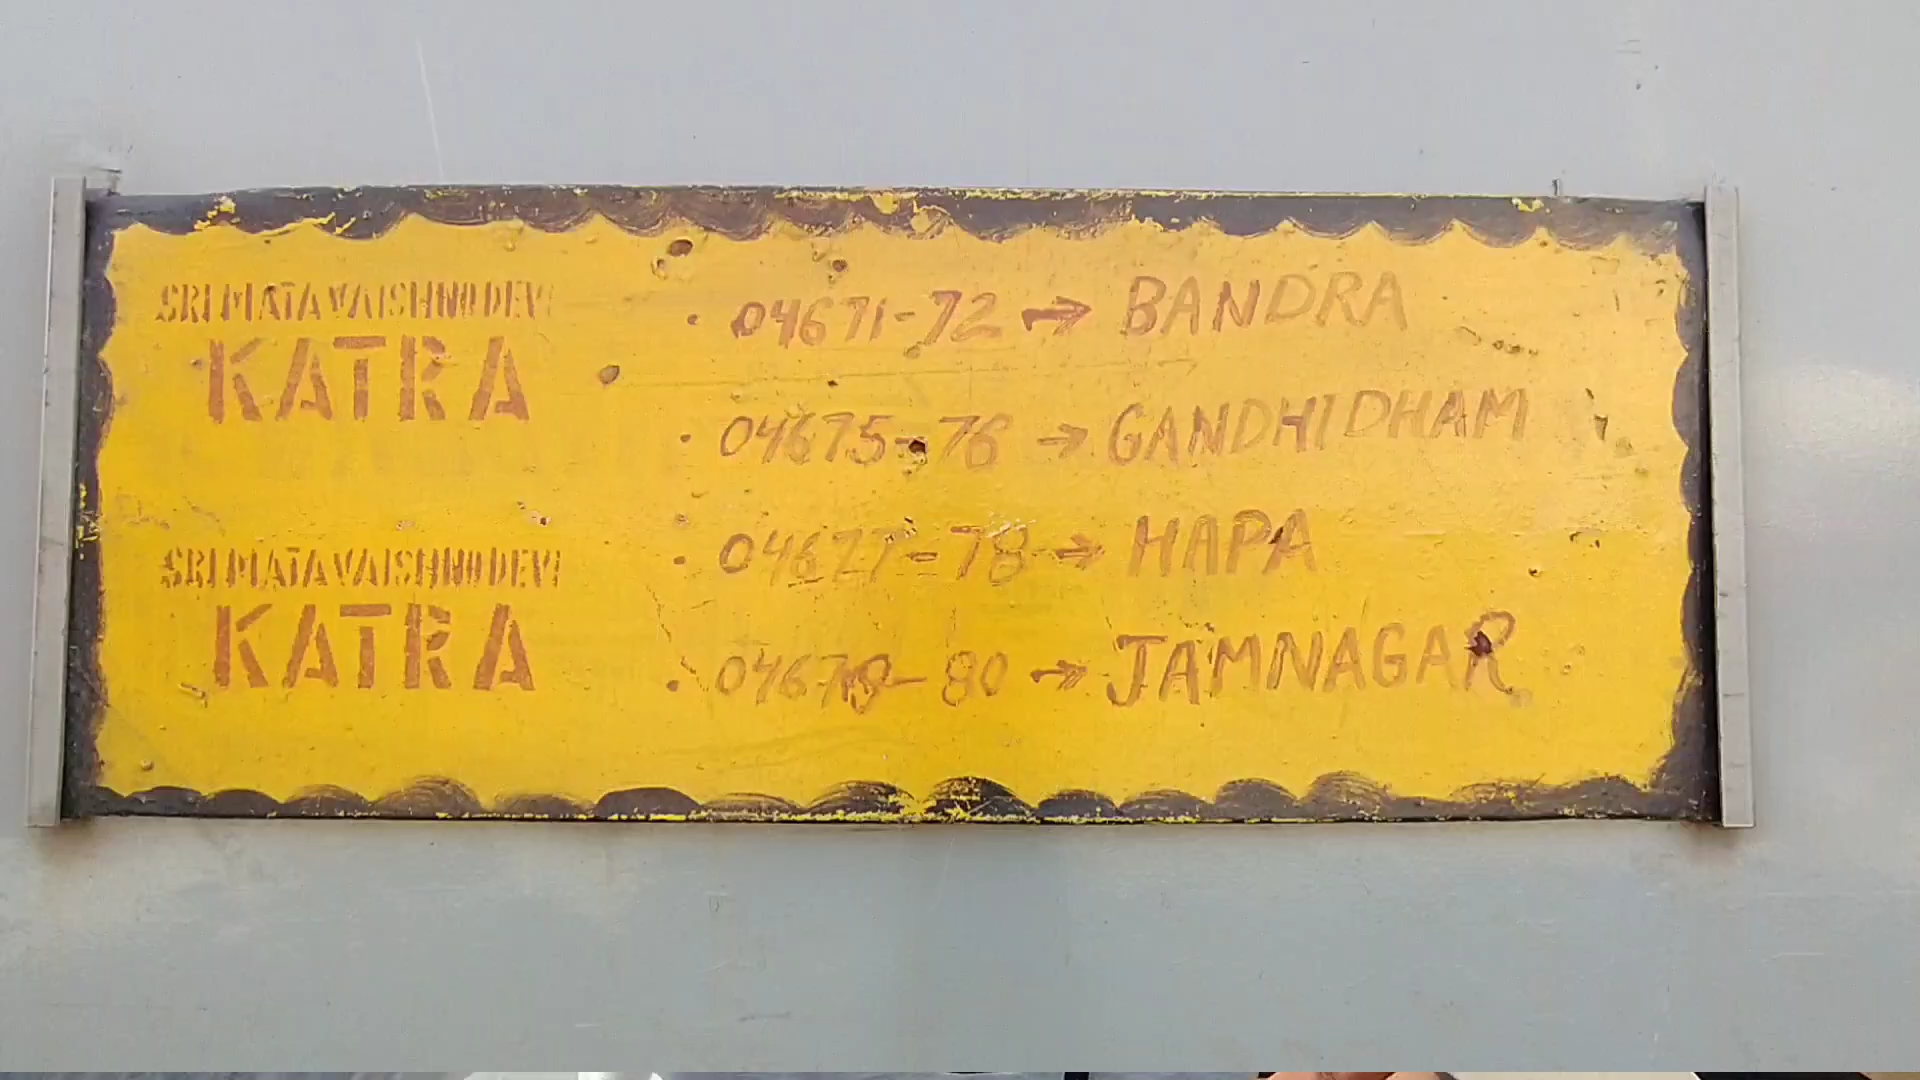 SRI MATA VAISHNO DEVI
KATRA
SRI MATA VAISHNO DEVI
KATRA
• 04671-72 → BANDRA
• 04675-76 → GANDHIDHAM
• 04677-78 → HAPA
• 04679-80 → JAMNAGAR